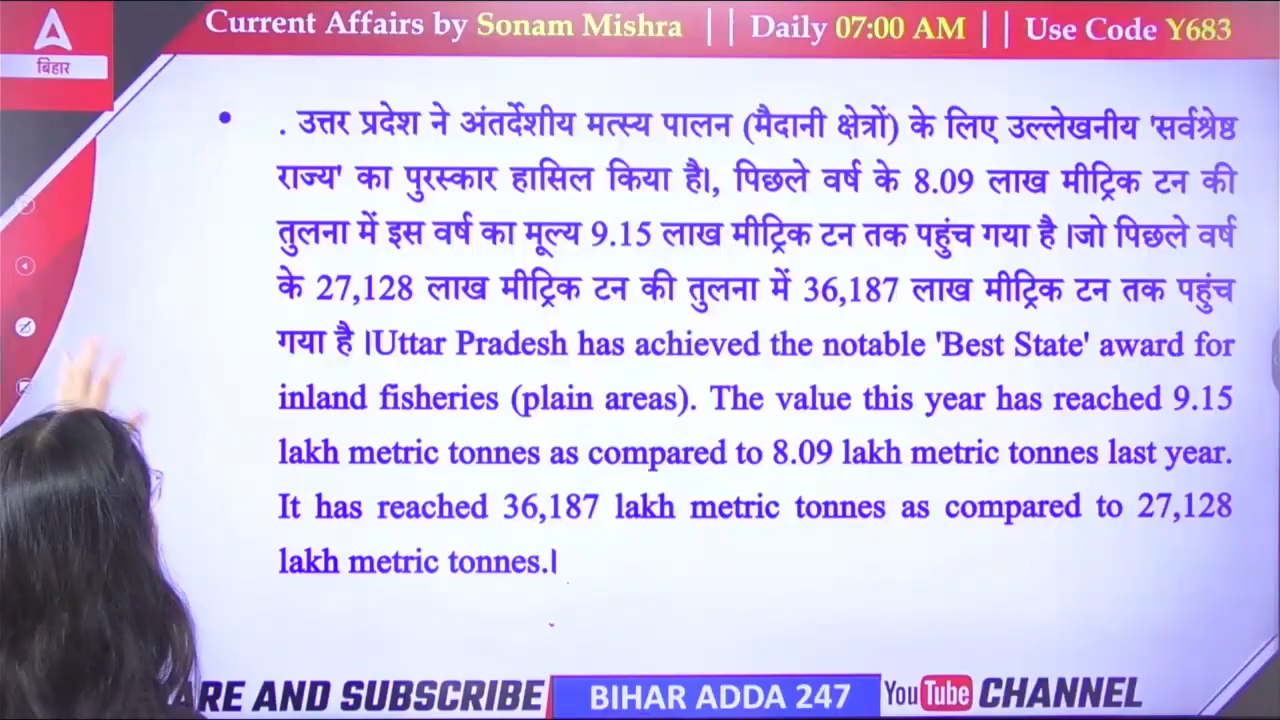 Current Affairs by Sonam Mishra || Daily 07:00 AM || Use Code Y683
बिहार
• . उत्तर प्रदेश ने अंतर्देशीय मत्स्य पालन (मैदानी क्षेत्रों) के लिए उल्लेखनीय 'सर्वश्रेष्ठ
राज्य' का पुरस्कार हासिल किया है।, पिछले वर्ष के 8.09 लाख मीट्रिक टन की
तुलना में इस वर्ष का मूल्य 9.15 लाख मीट्रिक टन तक पहुंच गया है ।जो पिछले वर्ष
के 27,128 लाख मीट्रिक टन की तुलना में 36,187 लाख मीट्रिक टन तक पहुंच
गया है ।Uttar Pradesh has achieved the notable 'Best State' award for
inland fisheries (plain areas). The value this year has reached 9.15
lakh metric tonnes as compared to 8.09 lakh metric tonnes last year.
It has reached 36,187 lakh metric tonnes as compared to 27,128
lakh metric tonnes.।
ARE AND SUBSCRIBE BIHAR ADDA 247 YouTube CHANNEL